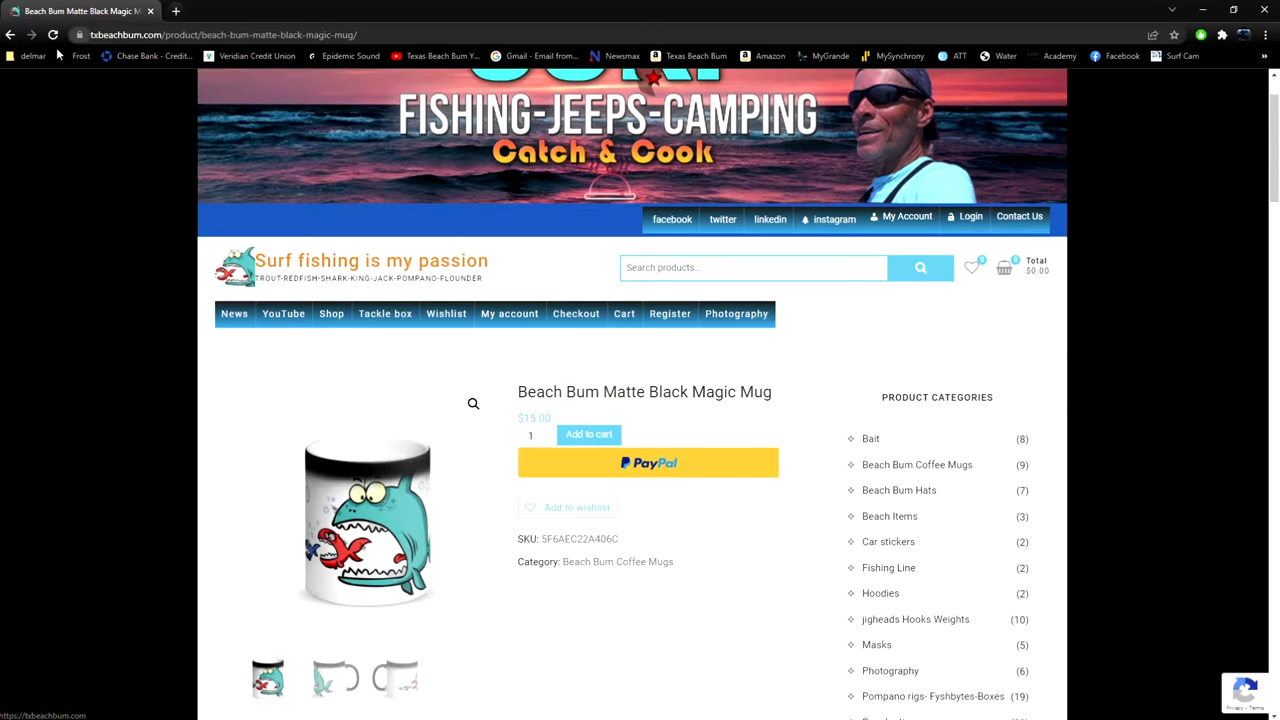 Beach Bum Matte Black Magic Mug
txbeachbum.com/product/beach-bum-matte-black-magic-mug/
delmar Frost Chase Bank - Credit... Veridian Credit Union Epidemic Sound Texas Beach Bum Y... Gmail - Email from... Newsmax Texas Beach Bum Amazon MyGrande MySynchrony ATT Water Academy Facebook Surf Cam »
FISHING-JEEPS-CAMPING
Catch & Cook
facebook twitter linkedin instagram My Account Login Contact Us
Surf fishing is my passion
TROUT-REDFISH-SHARK-KING-JACK-POMPANO-FLOUNDER
Search products...
0 0 Total
$0.00
News YouTube Shop Tackle box Wishlist My account Checkout Cart Register Photography
Beach Bum Matte Black Magic Mug
$15.00
1 Add to cart
PayPal
Add to wishlist
SKU: 5F6AEC22A406C
Category: Beach Bum Coffee Mugs
PRODUCT CATEGORIES
Bait (8)
Beach Bum Coffee Mugs (9)
Beach Bum Hats (7)
Beach Items (3)
Car stickers (2)
Fishing Line (2)
Hoodies (2)
jigheads Hooks Weights (10)
Masks (5)
Photography (6)
Pompano rigs- Fyshbytes-Boxes (19)
Privacy - Terms
https://txbeachbum.com